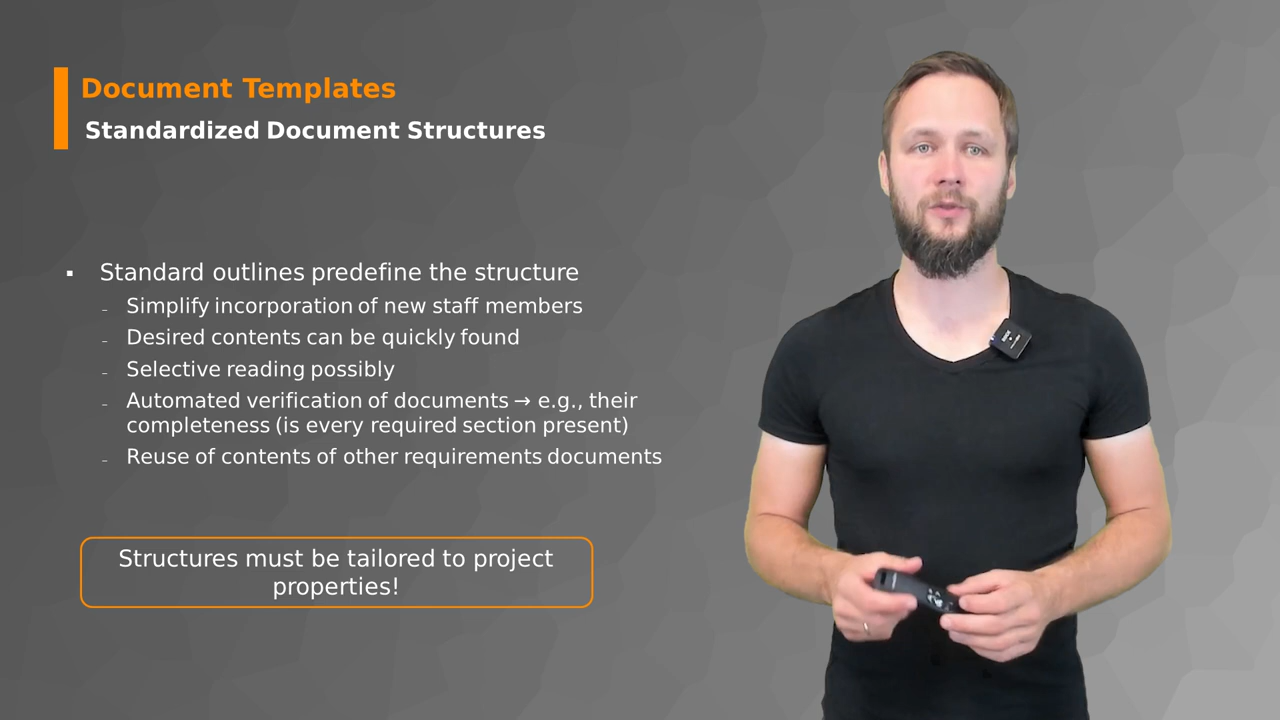 Document Templates
Standardized Document Structures
▪ Standard outlines predefine the structure
- Simplify incorporation of new staff members
- Desired contents can be quickly found
- Selective reading possibly
- Automated verification of documents → e.g., their
completeness (is every required section present)
- Reuse of contents of other requirements documents
Structures must be tailored to project
properties!